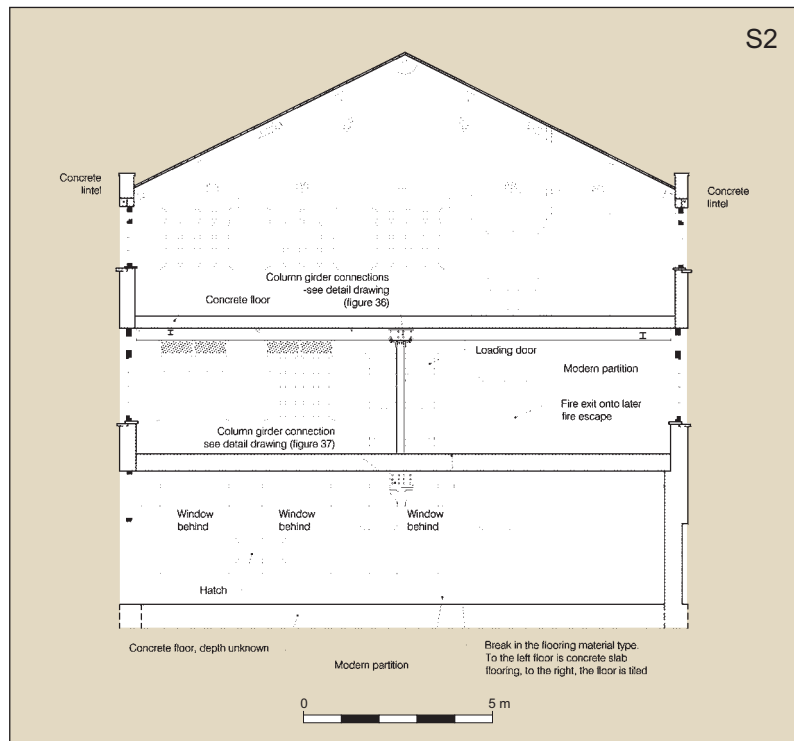 S2
Concrete
lintel
Concrete
lintel
Column girder connections
-see detail drawing
(figure 36)
Concrete floor
Loading door
Modern partition
Fire exit onto later
fire escape
Column girder connection
see detail drawing (figure 37)
Window
behind
Window
behind
Window
behind
Hatch
Concrete floor, depth unknown
Modern partition
Break in the flooring material type.
To the left floor is concrete slab
flooring, to the right, the floor is tiled
0
5 m